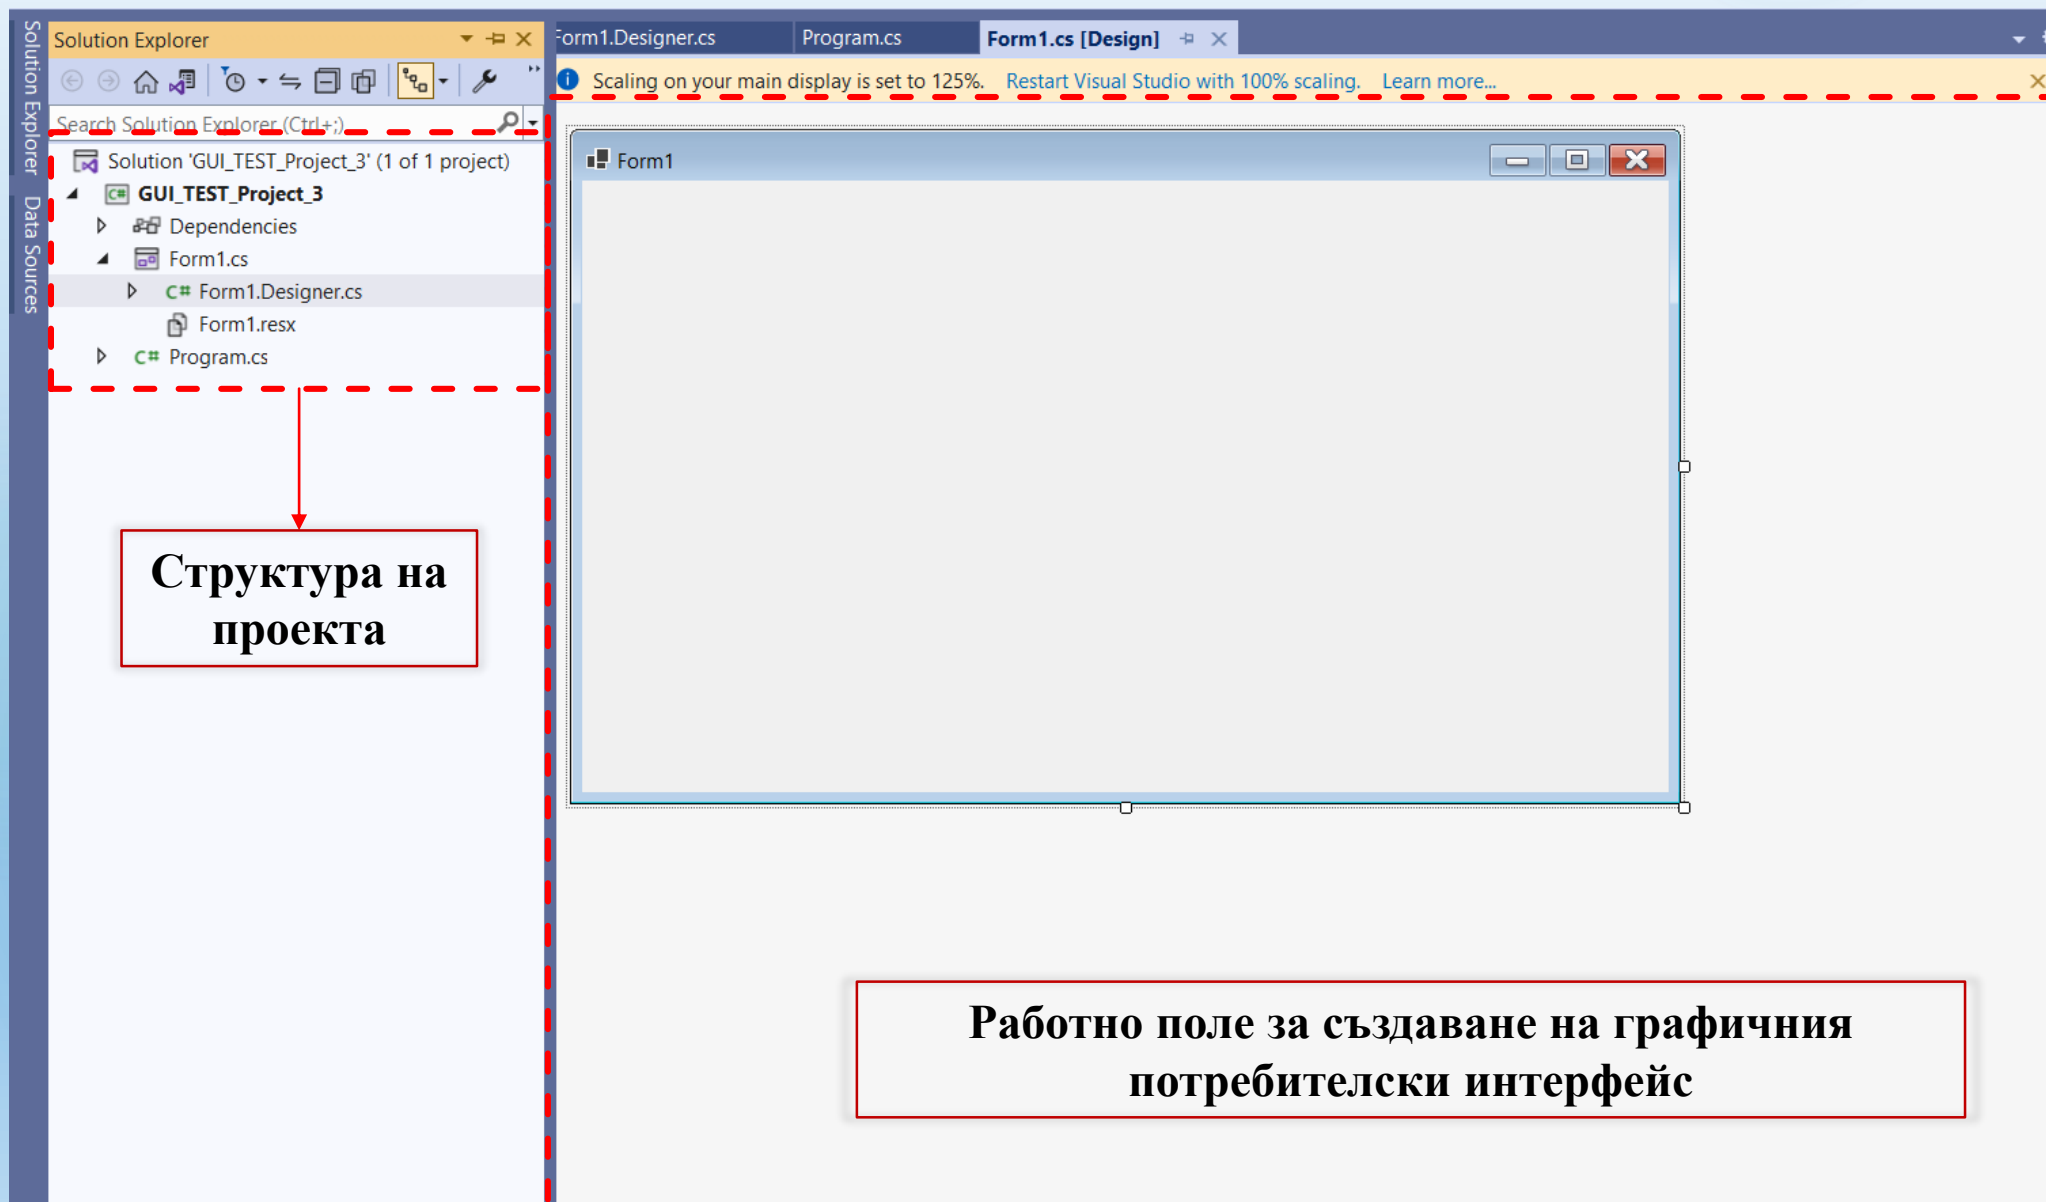 Solution Explorer
Data Sources
Solution Explorer
Search Solution Explorer (Ctrl+;)
Solution 'GUI_TEST_Project_3' (1 of 1 project)
C# GUI_TEST_Project_3
Dependencies
Form1.cs
C# Form1.Designer.cs
Form1.resx
C# Program.cs
Структура на
проекта
Form1.Designer.cs
Program.cs
Form1.cs [Design]
Scaling on your main display is set to 125%. Restart Visual Studio with 100% scaling. Learn more...
Form1
Работно поле за създаване на графичния
потребителски интерфейс